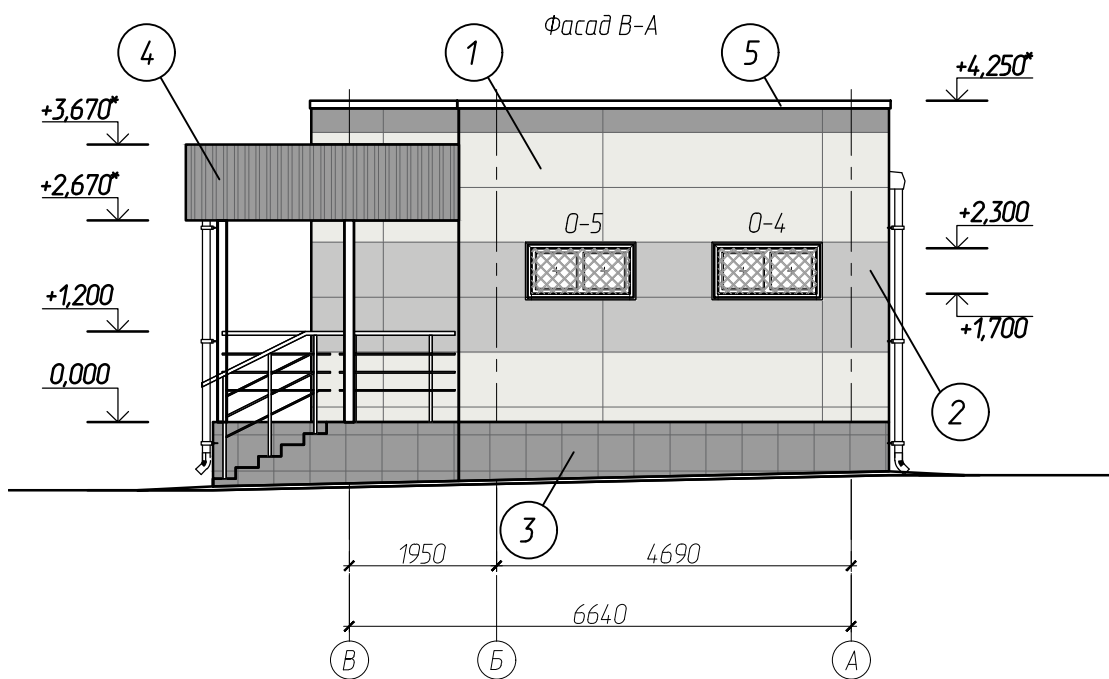 Фасад В-А
4
1
5
+4,250*
+3,670*
+2,670*
О-5
О-4
+2,300
+1,200
+1,700
0,000
2
3
1950
4690
6640
В
Б
А